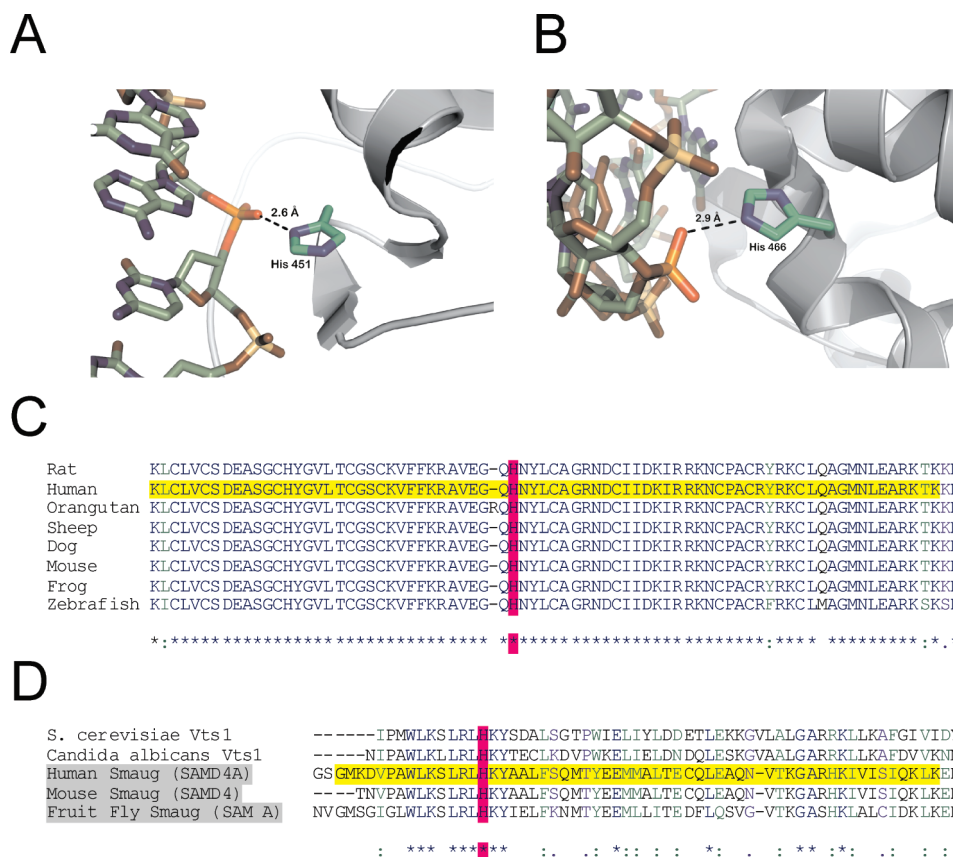 A
B
2.6 Å
His 451
2.9 Å
His 466
C
Rat KLCLVCSDEASGCHYGVLTCGSCKVFFKRAVEG-QHNYLCAGRNDCIIDKIRRKNCPACRYRKCLQAGMNLEARKTKK
Human KLCLVCSDEASGCHYGVLTCGSCKVFFKRAVEG-QHNYLCAGRNDCIIDKIRRKNCPACRYRKCLQAGMNLEARKTKK
Orangutan KLCLVCSDEASGCHYGVLTCGSCKVFFKRAVEGRQHNYLCAGRNDCIIDKIRRKNCPACRYRKCLQAGMNLEARKTKK
Sheep KLCLVCSDEASGCHYGVLTCGSCKVFFKRAVEG-QHNYLCAGRNDCIIDKIRRKNCPACRYRKCLQAGMNLEARKTKK
Dog KLCLVCSDEASGCHYGVLTCGSCKVFFKRAVEG-QHNYLCAGRNDCIIDKIRRKNCPACRYRKCLQAGMNLEARKTKK
Mouse KLCLVCSDEASGCHYGVLTCGSCKVFFKRAVEG-QHNYLCAGRNDCIIDKIRRKNCPACRYRKCLQAGMNLEARKTKK
Frog KLCLVCSDEASGCHYGVLTCGSCKVFFKRAVEG-QHNYLCAGRNDCIIDKIRRKNCPACRYRKCLQAGMNLEARKTKK
Zebrafish KICLVCSDEASGCHYGVLTCGSCKVFFKRAVEG-QHNYLCAGRNDCIIDKIRRKNCPACRFRKCLMAGMNLEARKSKS
*:******************************* ************************:**** *********:*.
D
S. cerevisiae Vts1 ------IPMWLKSLRLHKYSDALSGTPWIELIYLDDETLEKKGVLALGARRKLLKAFGIVID
Candida albicans Vts1 -----NIPAWLKSLRLHKYTECLKDVPWKELIELDNDQLEDKGVAALGARRKLLKAFDVVKN
Human Smaug (SAMD4A) GSGMKDVPAWLKSLRLHKYAALFSQMTYEEMMALTECQLEAQN-VTKGARHKIVISIQKLKE
Mouse Smaug (SAMD4) ----TNVPAWLKSLRLHKYAALFSQMTYEEMMALTECQLEAQN-VTKGARHKIVISIQKLKE
Fruit Fly Smaug (SAM A) NVGMSGIGLWLKSLRLHKYIELFKNMTYEEMLLITEDFLQSVG-VTKGASHKLALCIDKLKE
: *** ****** :. .: *:: : : *: . : ** :*: .: :